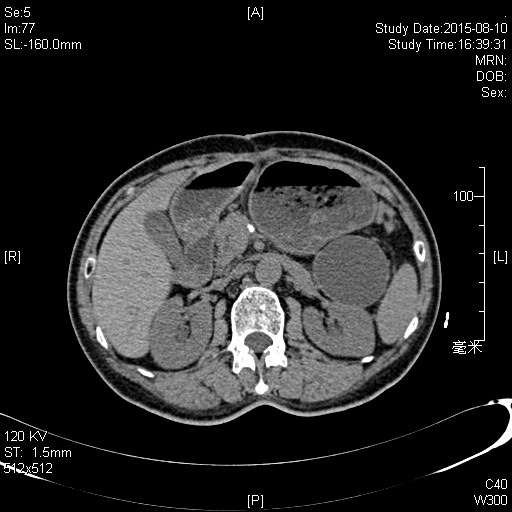 Se:5
Im:77
SL:-160.0mm
[A]
Study Date:2015-08-10
Study Time:16:39:31
MRN:
DOB:
Sex:
100
[R]
[L]
毫米
120 KV
ST: 1.5mm
512x512
[P]
C40
W300